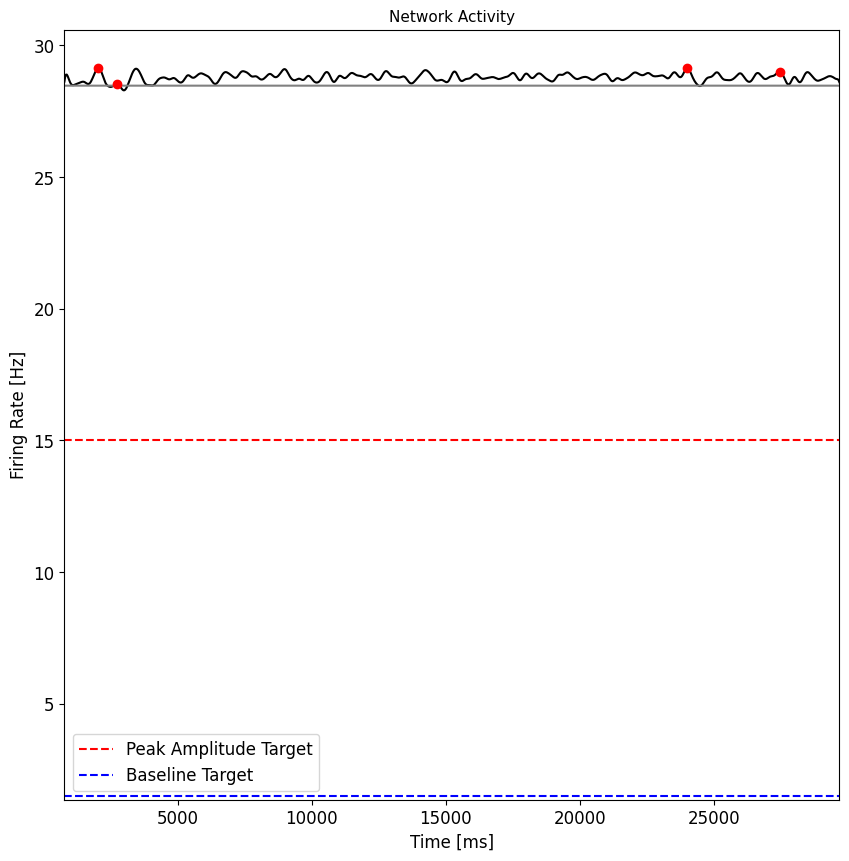 Network Activity
30
25
20
15
10
5
Firing Rate [Hz]
Peak Amplitude Target
Baseline Target
5000 10000 15000 20000 25000
Time [ms]